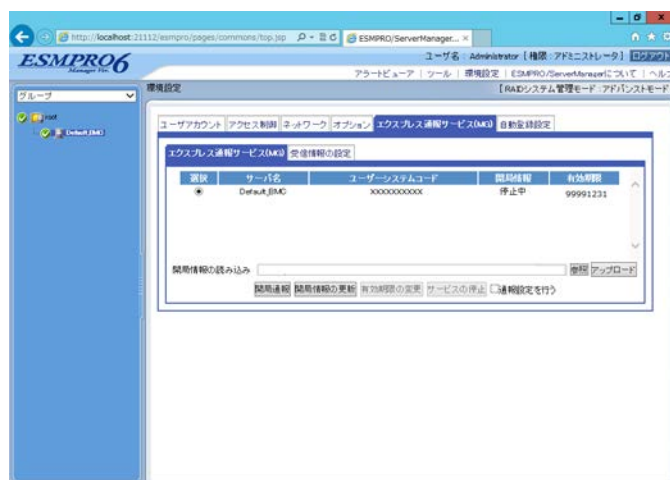 http://localhost:21112/esmpro/pages/commons/top.jsp
ESMPRO/ServerManager...
ESMPRO6
Manager Ver.
ユーザ名 : Administrator [ 権限 : アドミニストレータ ] ログアウト
アラートビューア | ツール | 環境設定 | ESMPRO/ServerManagerについて | ヘルプ
グループ
環境設定
[ RAIDシステム管理モード : アドバンストモード
root
Default_BMC
ユーザアカウント アクセス制御 ネットワーク オプション エクスプレス通報サービス(MG) 自動登録設定
エクスプレス通報サービス(MG) 受信情報の設定
選択 サーバ名 ユーザーシステムコード 開局情報 有効期限
Default_BMC XXXXXXXXXX 停止中 99991231
開局情報の読み込み 参照 アップロード
開局通報 開局情報の更新 有効期限の変更 サービスの停止 通報設定を行う